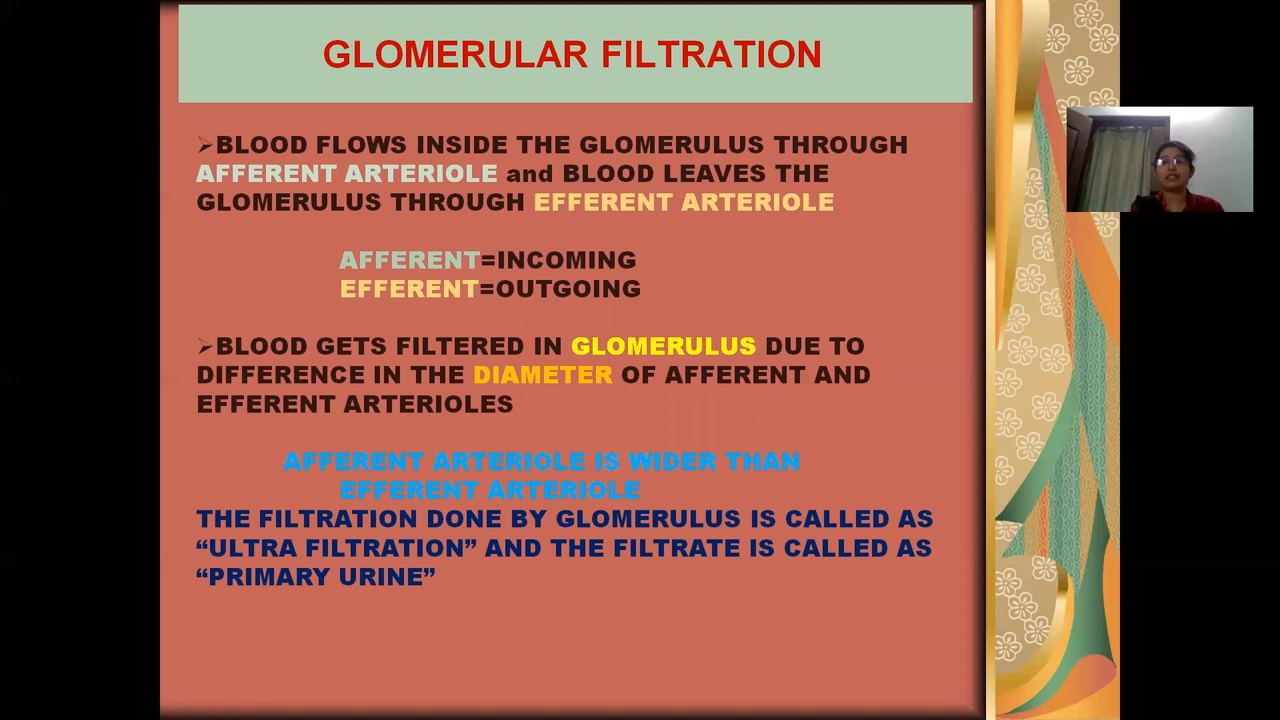 GLOMERULAR FILTRATION
➢BLOOD FLOWS INSIDE THE GLOMERULUS THROUGH
AFFERENT ARTERIOLE and BLOOD LEAVES THE
GLOMERULUS THROUGH EFFERENT ARTERIOLE
AFFERENT=INCOMING
EFFERENT=OUTGOING
➢BLOOD GETS FILTERED IN GLOMERULUS DUE TO
DIFFERENCE IN THE DIAMETER OF AFFERENT AND
EFFERENT ARTERIOLES
AFFERENT ARTERIOLE IS WIDER THAN
EFFERENT ARTERIOLE
THE FILTRATION DONE BY GLOMERULUS IS CALLED AS
“ULTRA FILTRATION” AND THE FILTRATE IS CALLED AS
“PRIMARY URINE”